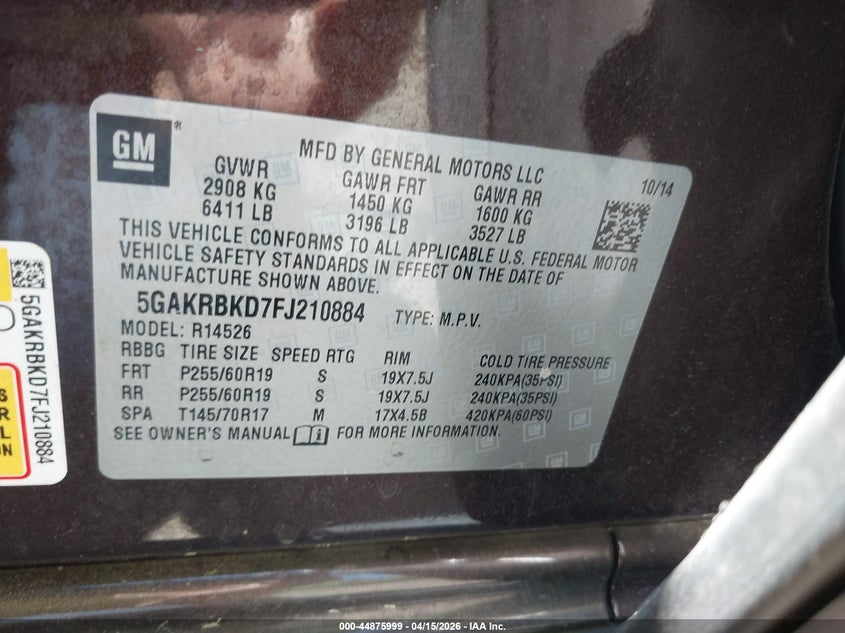 GM®
MFD BY GENERAL MOTORS LLC
10/14
GVWR GAWR FRT GAWR RR
2908 KG 1450 KG 1600 KG
6411 LB 3196 LB 3527 LB
THIS VEHICLE CONFORMS TO ALL APPLICABLE U.S. FEDERAL MOTOR
VEHICLE SAFETY STANDARDS IN EFFECT ON THE DATE OF
MANUFACTURE SHOWN ABOVE.
5GAKRBKD7FJ210884 TYPE: M.P.V.
MODEL: R14526
RBBG TIRE SIZE SPEED RTG RIM COLD TIRE PRESSURE
FRT P255/60R19 S 19X7.5J 240KPA(35PSI)
RR P255/60R19 S 19X7.5J 240KPA(35PSI)
SPA T145/70R17 M 17X4.5B 420KPA(60PSI)
SEE OWNER'S MANUAL FOR MORE INFORMATION.
5GAKRBKD7FJ210884
000-44875999 - 04/15/2026 - IAA Inc.